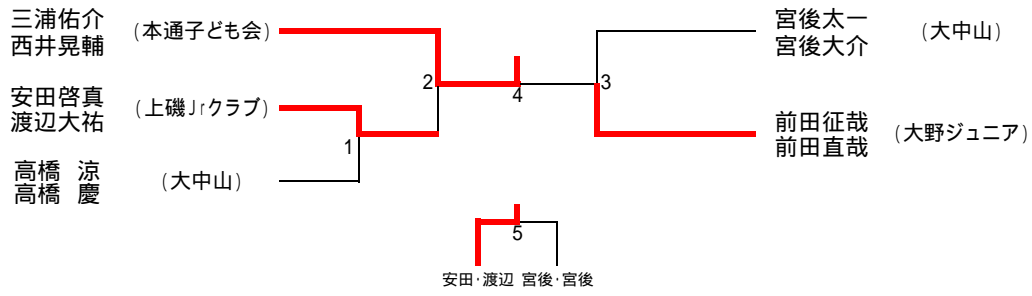 三浦佑介
西井晃輔
(本通子ども会)
安田啓真
渡辺大祐
(上磯Jrクラブ)
高橋　涼
高橋　慶
(大中山)
1
2
4
3
宮後太一
宮後大介
(大中山)
前田征哉
前田直哉
(大野ジュニア)
5
安田・渡辺 宮後・宮後